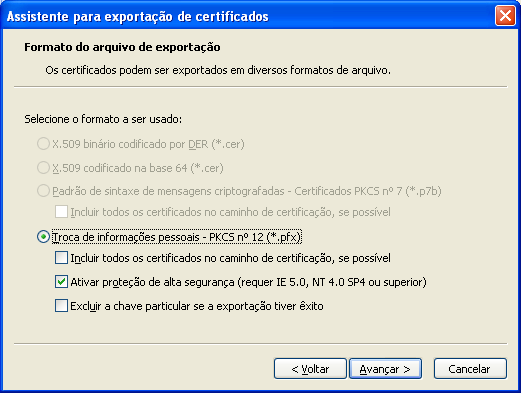 Assistente para exportação de certificados
Formato do arquivo de exportação
Os certificados podem ser exportados em diversos formatos de arquivo.
Selecione o formato a ser usado:
X.509 binário codificado por DER (*.cer)
X.509 codificado na base 64 (*.cer)
Padrão de sintaxe de mensagens criptografadas - Certificados PKCS nº 7 (*.p7b)
Incluir todos os certificados no caminho de certificação, se possível
Troca de informações pessoais - PKCS nº 12 (*.pfx)
Incluir todos os certificados no caminho de certificação, se possível
Ativar proteção de alta segurança (requer IE 5.0, NT 4.0 SP4 ou superior)
Excluir a chave particular se a exportação tiver êxito
< Voltar
Avançar >
Cancelar